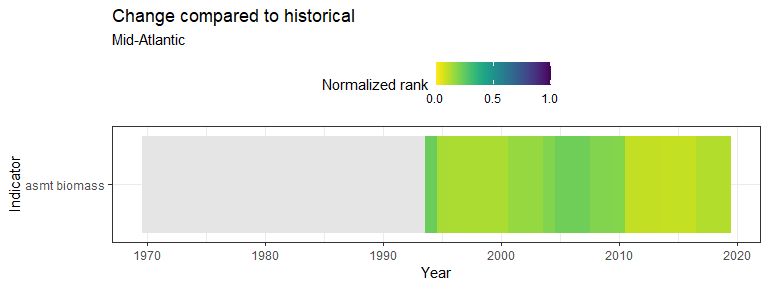 Change compared to historical
Mid-Atlantic
Normalized rank
0.0 0.5 1.0
Indicator
asmt biomass
1970 1980 1990 2000 2010 2020
Year